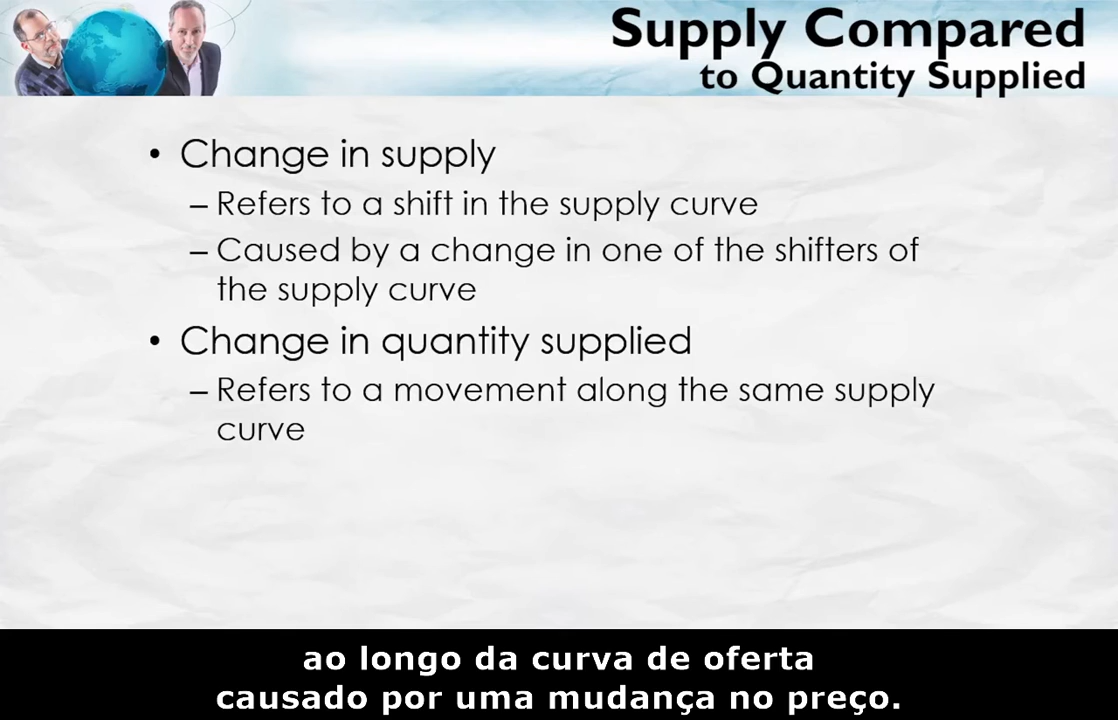 Supply Compared
to Quantity Supplied
• Change in supply
– Refers to a shift in the supply curve
– Caused by a change in one of the shifters of
the supply curve
• Change in quantity supplied
– Refers to a movement along the same supply
curve
ao longo da curva de oferta
causado por uma mudança no preço.